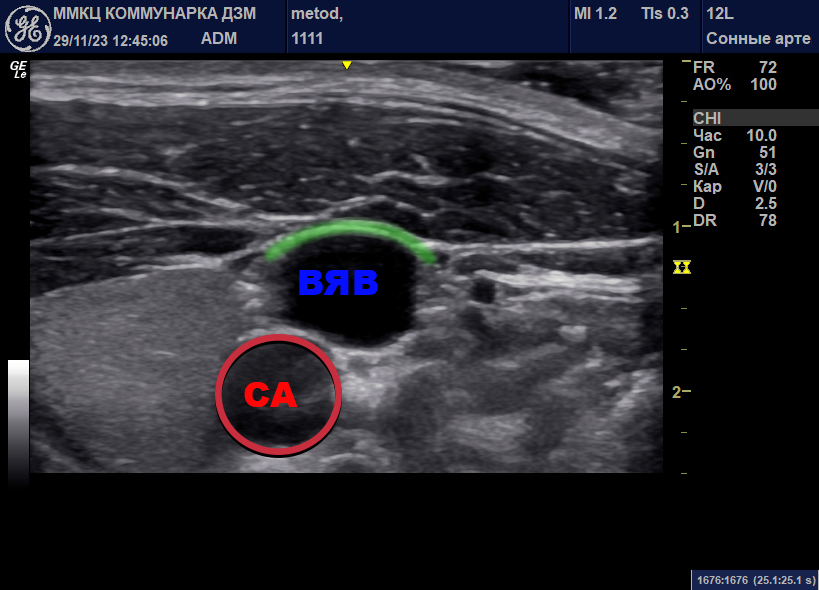 ММКЦ КОММУНАРКА ДЗМ
29/11/23 12:45:06 ADM
metod,
1111
MI 1.2 TIs 0.3
12L
Сонные арте
GE
Le
FR 72
AO% 100
CHI
Час 10.0
Gn 51
S/A 3/3
Кар V/0
D 2.5
DR 78
1
2
ВЯВ
СА
1676:1676 (25.1:25.1 s)